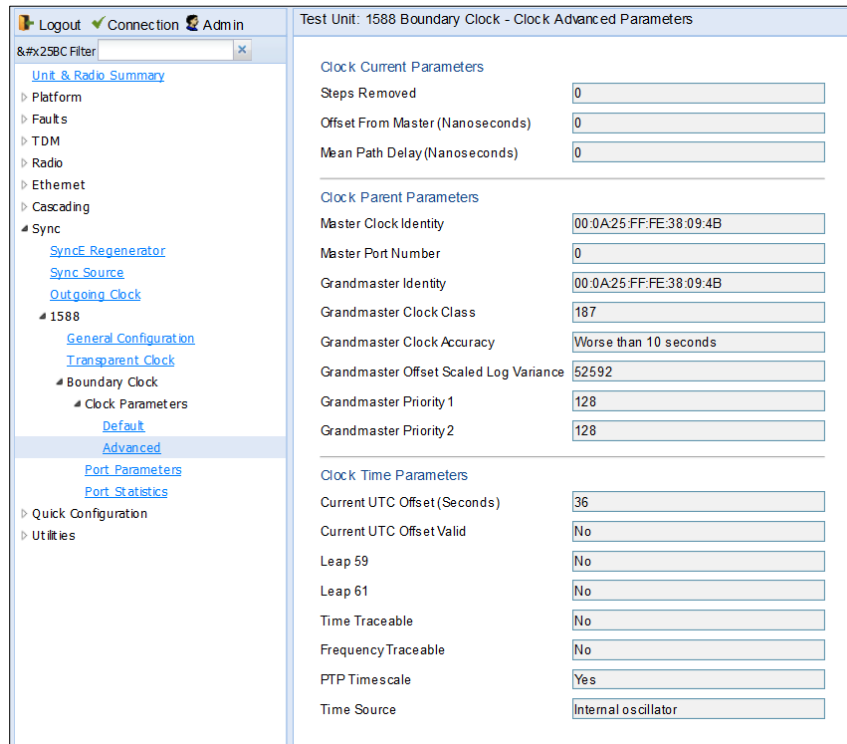 Logout Connection Admin
&#x25BC Filter
Unit & Radio Summary
Platform
Faults
TDM
Radio
Ethernet
Cascading
Sync
SyncE Regenerator
Sync Source
Outgoing Clock
1588
General Configuration
Transparent Clock
Boundary Clock
Clock Parameters
Default
Advanced
Port Parameters
Port Statistics
Quick Configuration
Utilities
Test Unit: 1588 Boundary Clock - Clock Advanced Parameters
Clock Current Parameters
Steps Removed 0
Offset From Master (Nanoseconds) 0
Mean Path Delay (Nanoseconds) 0
Clock Parent Parameters
Master Clock Identity 00:0A:25:FF:FE:38:09:4B
Master Port Number 0
Grandmaster Identity 00:0A:25:FF:FE:38:09:4B
Grandmaster Clock Class 187
Grandmaster Clock Accuracy Worse than 10 seconds
Grandmaster Offset Scaled Log Variance 52592
Grandmaster Priority 1 128
Grandmaster Priority 2 128
Clock Time Parameters
Current UTC Offset (Seconds) 36
Current UTC Offset Valid No
Leap 59 No
Leap 61 No
Time Traceable No
Frequency Traceable No
PTP Timescale Yes
Time Source Internal oscillator